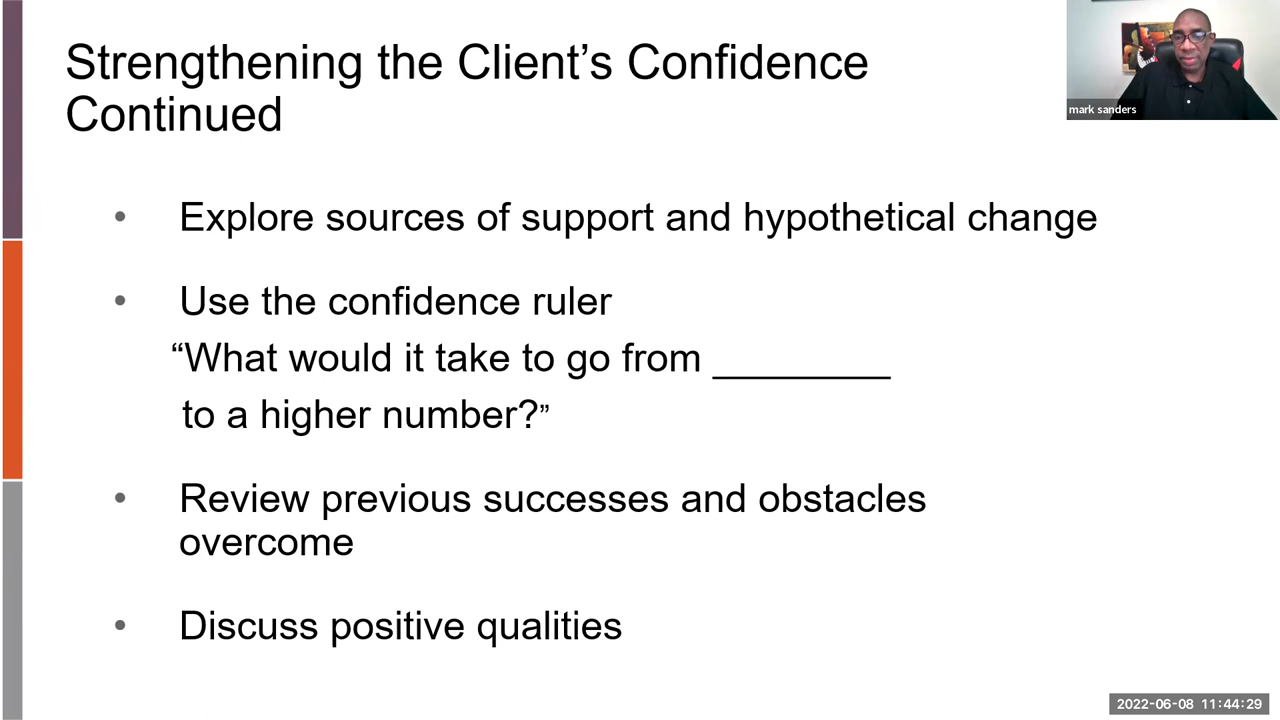 Strengthening the Client’s Confidence
Continued
mark sanders
• Explore sources of support and hypothetical change
• Use the confidence ruler
“What would it take to go from ________
to a higher number?”
• Review previous successes and obstacles
overcome
• Discuss positive qualities
2022-06-08 11:44:29